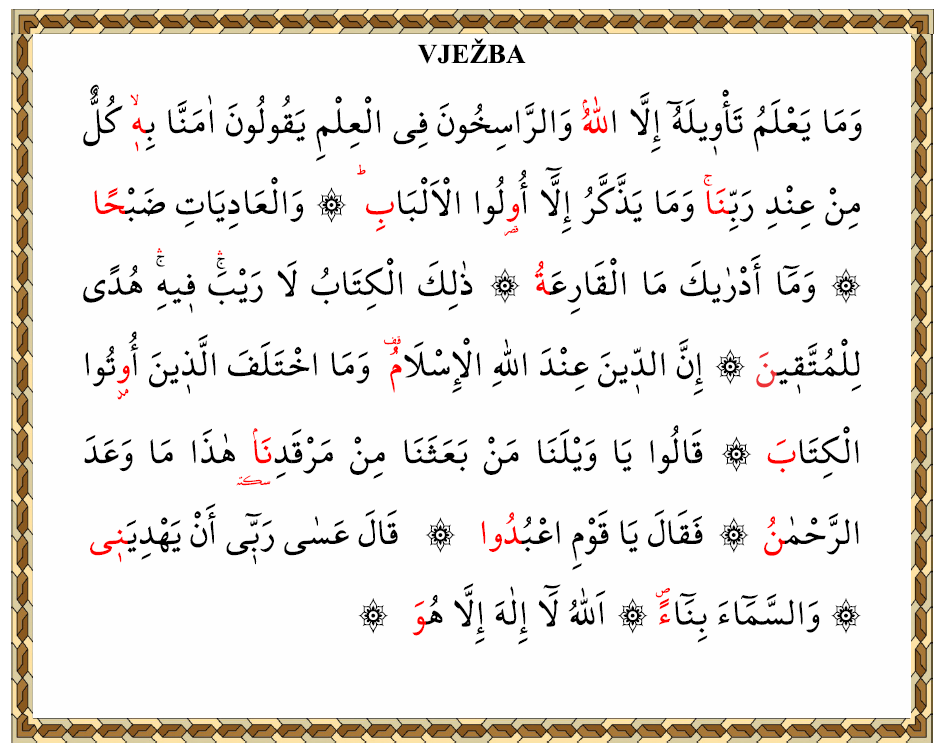 VJEŽBA
وَمَا يَعْلَمُ تَأْوِيلَهُٓ إِلَّا اللّٰهُۘ وَالرَّاسِخُونَ فِى الْعِلْمِ يَقُولُونَ اٰمَنَّا بِهٖۙ كُلٌّ
مِنْ عِنْدِ رَبِّنَاۚ وَمَا يَذَّكَّرُ إِلَّٓا أُولُوا الْاَلْبَابِ ؕ ۞ وَالْعَادِيَاتِ ضَبْحًا
۞ وَمَٓا أَدْرٰيكَ مَا الْقَارِعَةُ ۞ ذٰلِكَ الْكِتَابُ لَا رَيْبَۛۚ فٖيهِۛۚ هُدًى
لِلْمُتَّقٖينَ ۞ إِنَّ الدّٖينَ عِنْدَ اللّٰهِ الْإِسْلَامُ قف وَمَا اخْتَلَفَ الَّذٖينَ أُوتُوا
الْكِتَابَ ۞ قَالُوا يَا وَيْلَنَا مَنْ بَعَثَنَا مِنْ مَرْقَدِنَاۘ هٰذَا مَا وَعَدَ
الرَّحْمٰنُ ۞ فَقَالَ يَا قَوْمِ اعْبُدُوا ۞ قَالَ عَسٰى رَبّٖٓى أَنْ يَهْدِيَنٖى
۞ وَالسَّمَٓاءَ بِنَٓاءًص ۞ اَللّٰهُ لَٓا إِلٰهَ إِلَّا هُوَ ۞